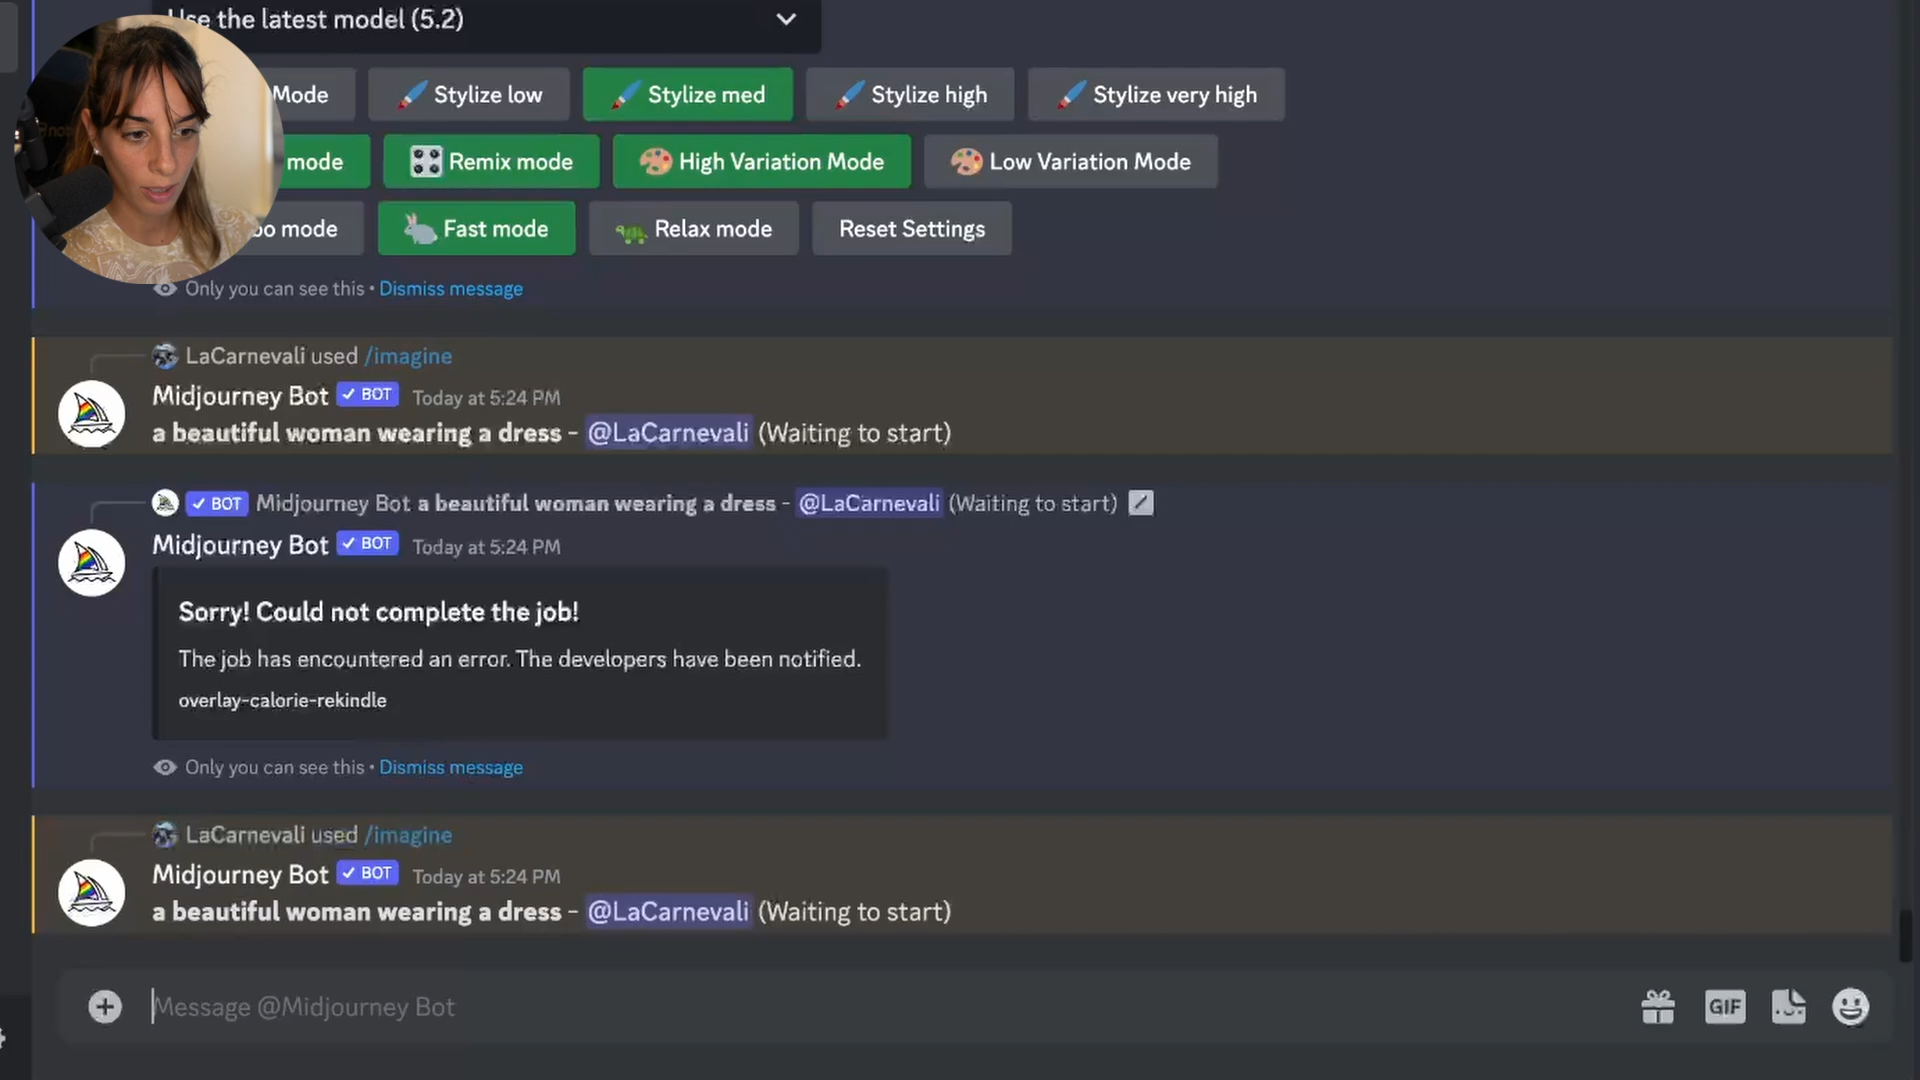 Use the latest model (5.2)
Mode Stylize low Stylize med Stylize high Stylize very high
mode Remix mode High Variation Mode Low Variation Mode
mode Fast mode Relax mode Reset Settings
Only you can see this • Dismiss message
LaCarnevali used /imagine
Midjourney Bot ✓ BOT Today at 5:24 PM
a beautiful woman wearing a dress - @LaCarnevali (Waiting to start)
✓ BOT Midjourney Bot a beautiful woman wearing a dress - @LaCarnevali (Waiting to start)
Midjourney Bot ✓ BOT Today at 5:24 PM
Sorry! Could not complete the job!
The job has encountered an error. The developers have been notified.
overlay-calorie-rekindle
Only you can see this • Dismiss message
LaCarnevali used /imagine
Midjourney Bot ✓ BOT Today at 5:24 PM
a beautiful woman wearing a dress - @LaCarnevali (Waiting to start)
Message @Midjourney Bot
GIF